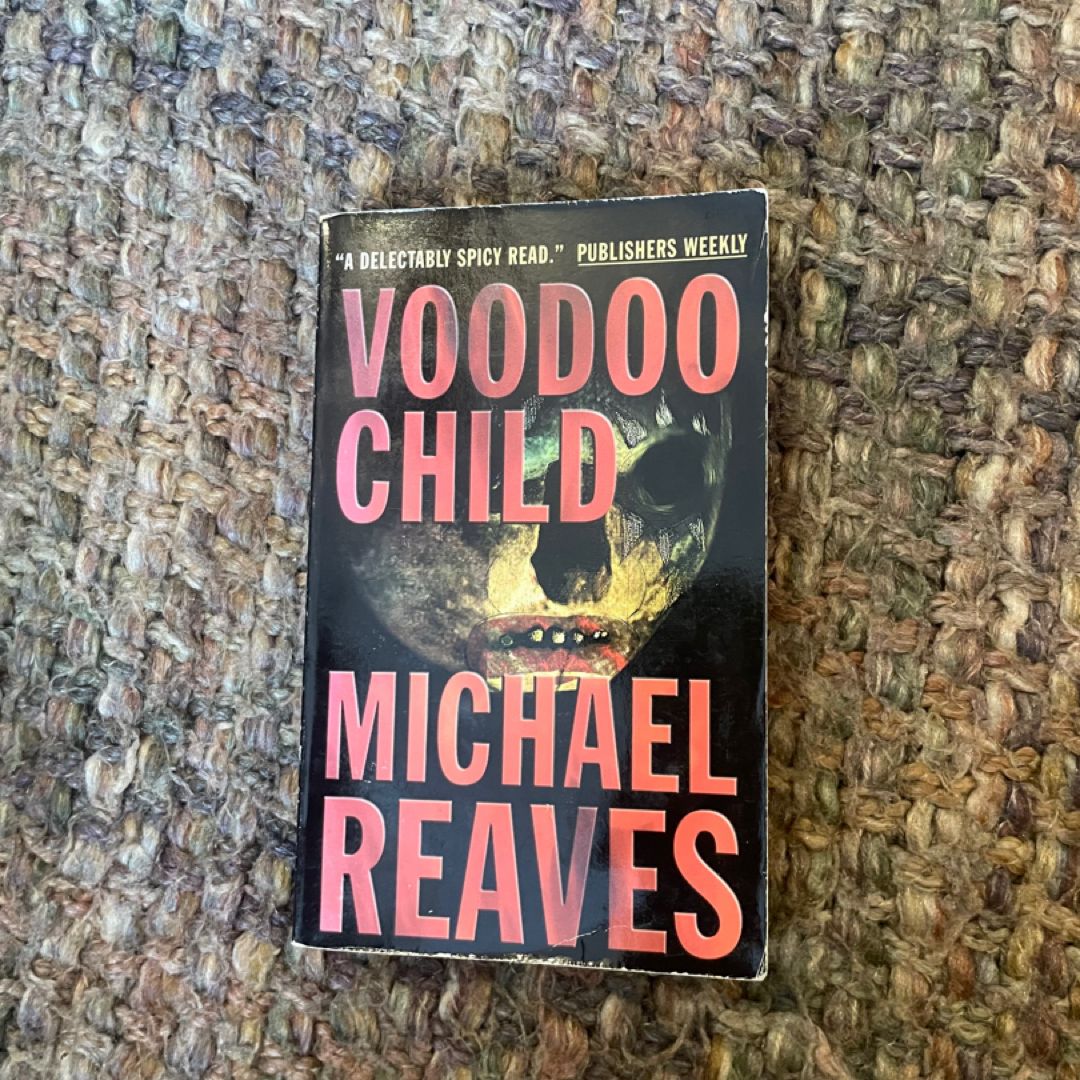 “A DELECTABLY SPICY READ.” PUBLISHERS WEEKLY
VOODOO
CHILD
MICHAEL
REAVES